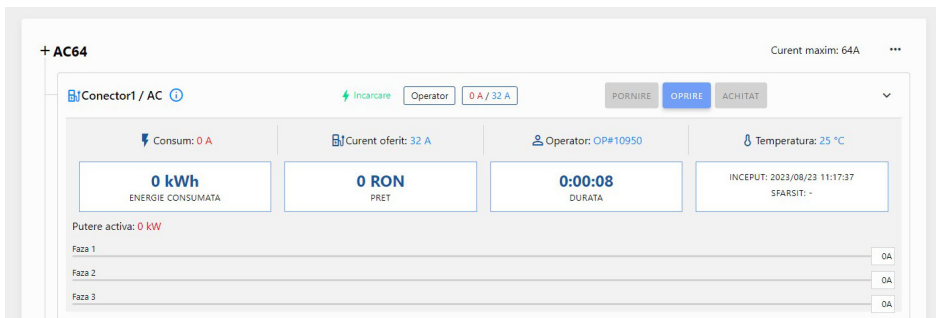 + AC64 Curent maxim: 64A ...
Conector1 / AC Incarcare Operator 0 A / 32 A PORNIRE OPRIRE ACHITAT
Consum: 0 A Curent oferit: 32 A Operator: OP#10950 Temperatura: 25 °C
0 kWh 0 RON 0:00:08 INCEPUT: 2023/08/23 11:17:37
ENERGIE CONSUMATA PRET DURATA SFARSIT: -
Putere activa: 0 kW
Faza 1
0A
Faza 2
0A
Faza 3
0A